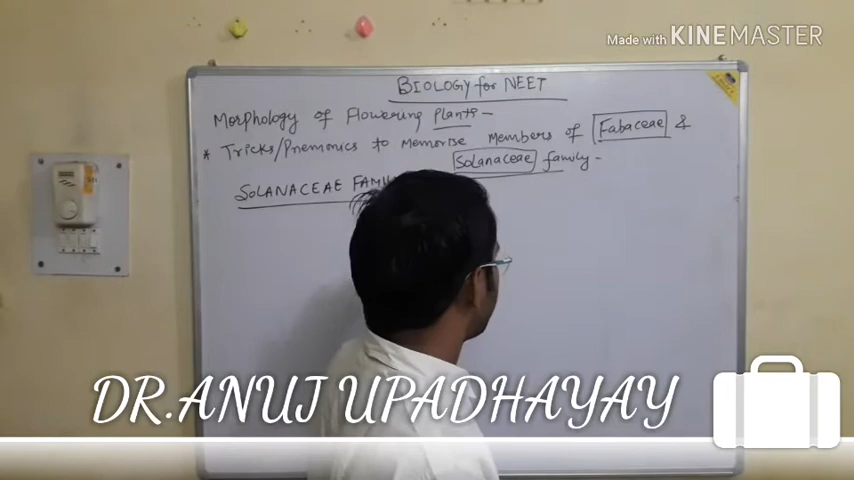 Made with KINEMASTER
BIOLOGY for NEET
Morphology of Flowering Plants-
* Tricks/Pnemonics to Memorise Members of Fabaceae &
Solanaceae family-
SOLANACEAE
DR.ANUJ UPADHAYAY